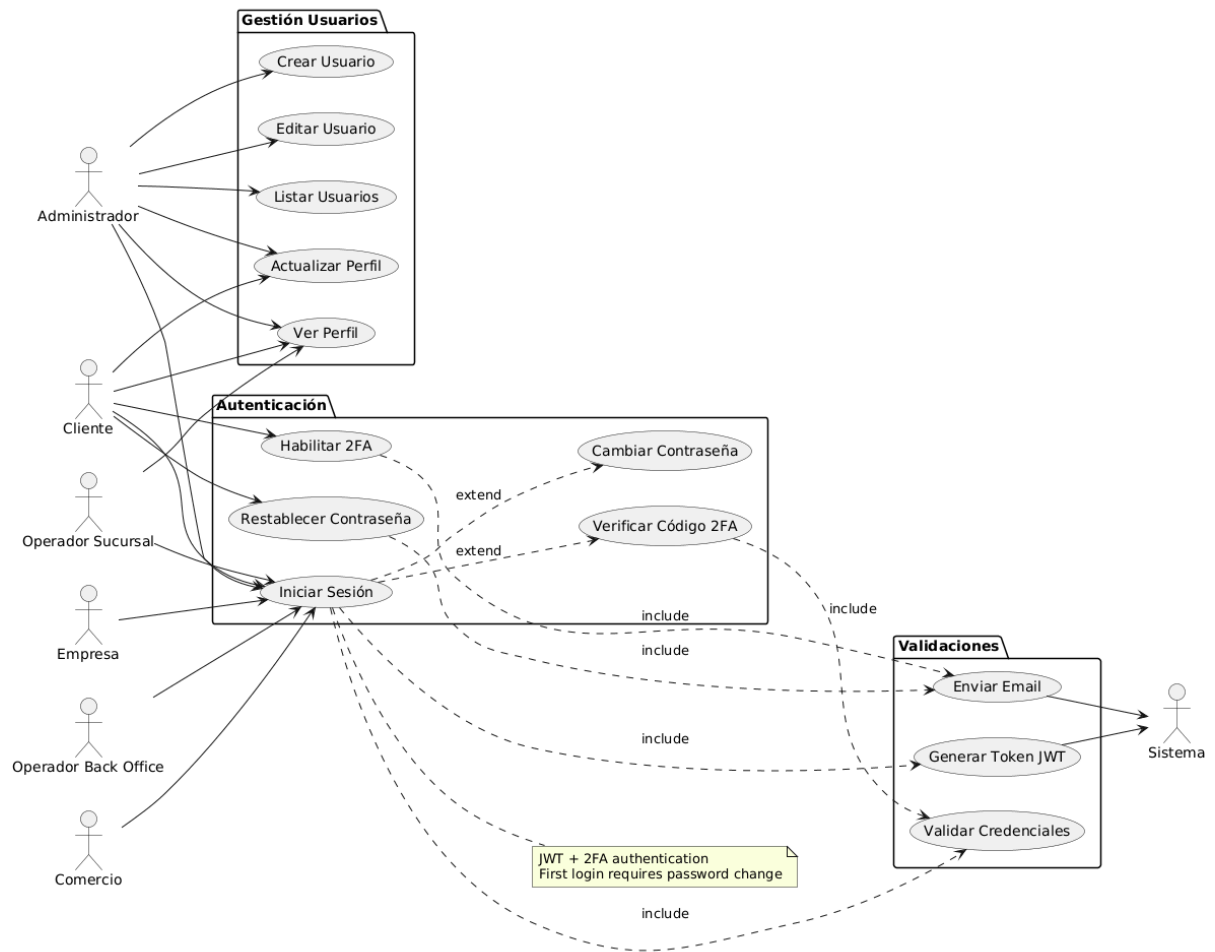 Gestión Usuarios
Crear Usuario
Editar Usuario
Listar Usuarios
Administrador
Actualizar Perfil
Ver Perfil
Cliente
Autenticación
Habilitar 2FA
Cambiar Contraseña
extend
Restablecer Contraseña
Verificar Código 2FA
Operador Sucursal
extend
Iniciar Sesión
include
include
Empresa
include
Validaciones
Enviar Email
Operador Back Office
include
Generar Token JWT
Sistema
Validar Credenciales
Comercio
JWT + 2FA authentication
First login requires password change
include